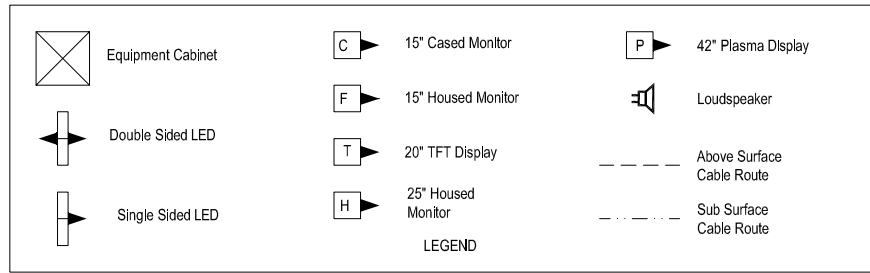 Equipment Cabinet
Double Sided LED
Single Sided LED
C 15" Cased Monitor
F 15" Housed Monitor
T 20" TFT Display
H 25" Housed
Monitor
P 42" Plasma Display
Loudspeaker
Above Surface
Cable Route
Sub Surface
Cable Route
LEGEND